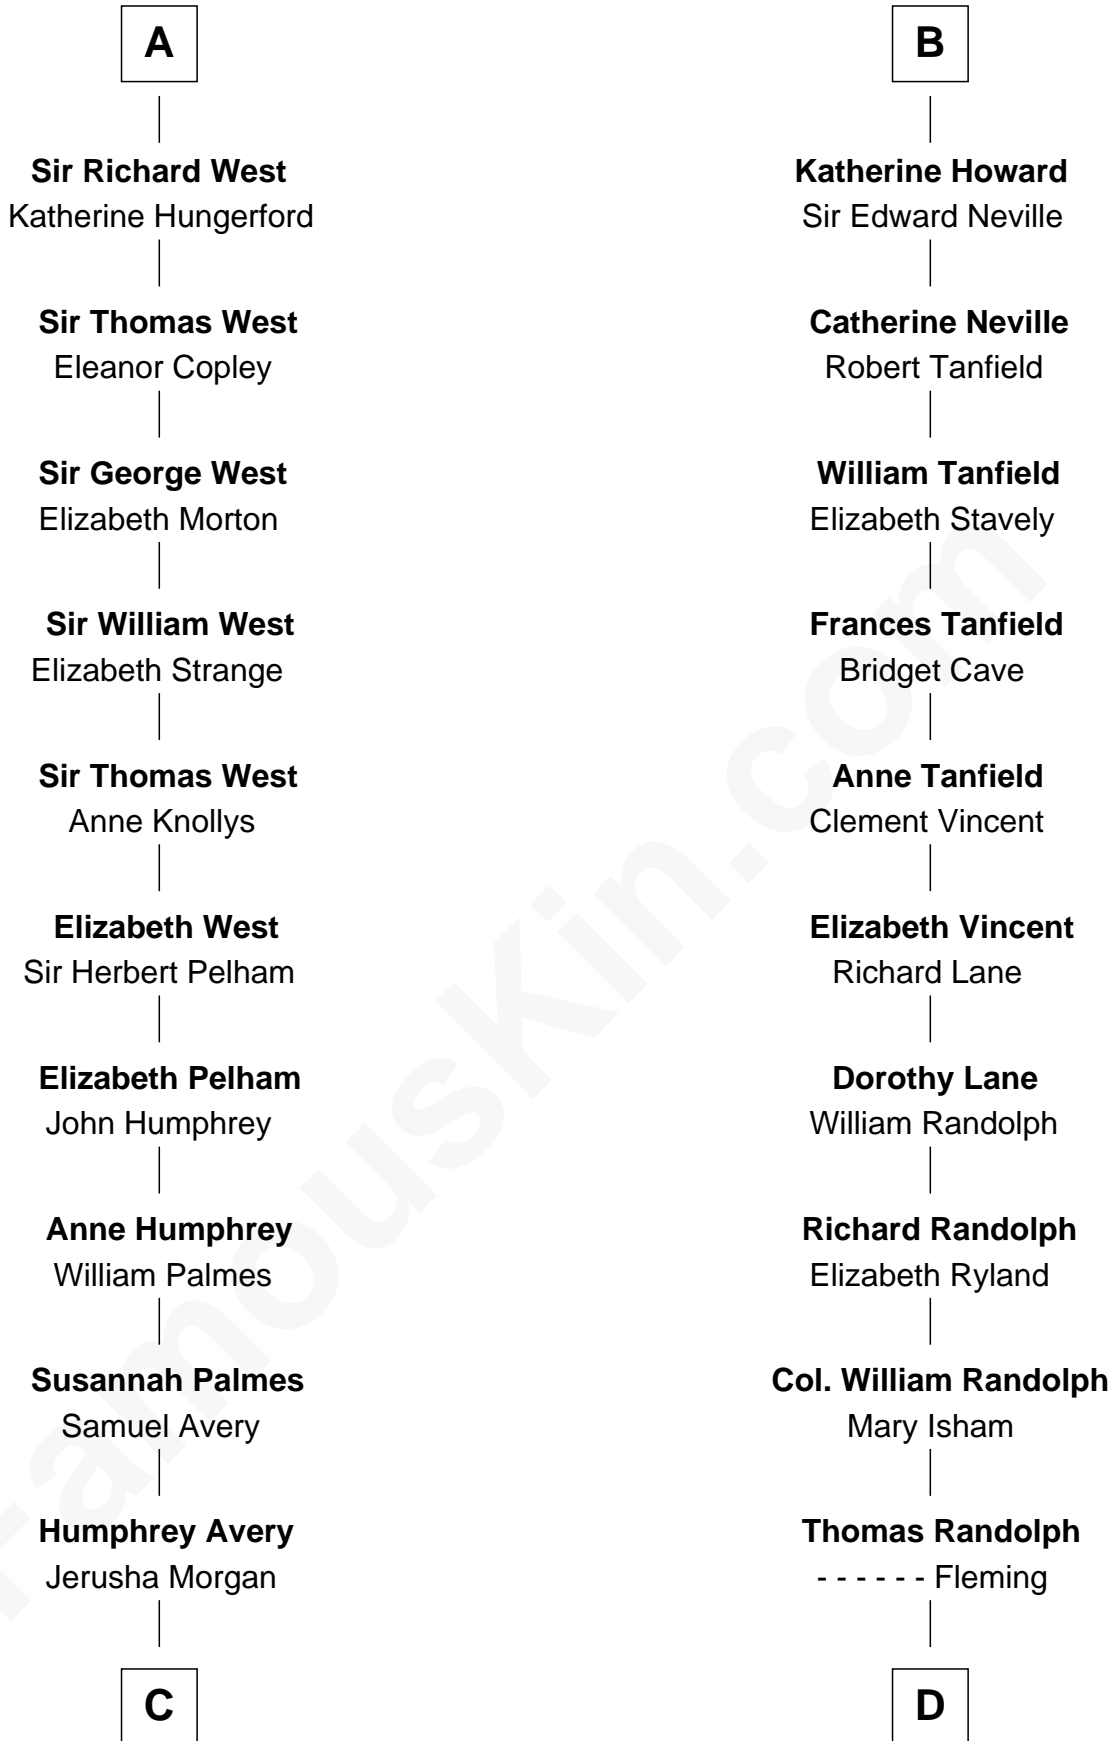 A
Sir Richard West
Katherine Hungerford
Sir Thomas West
Eleanor Copley
Sir George West
Elizabeth Morton
Sir William West
Elizabeth Strange
Sir Thomas West
Anne Knollys
Elizabeth West
Sir Herbert Pelham
Elizabeth Pelham
John Humphrey
Anne Humphrey
William Palmes
Susannah Palmes
Samuel Avery
Humphrey Avery
Jerusha Morgan
C
B
Katherine Howard
Sir Edward Neville
Catherine Neville
Robert Tanfield
William Tanfield
Elizabeth Stavely
Frances Tanfield
Bridget Cave
Anne Tanfield
Clement Vincent
Elizabeth Vincent
Richard Lane
Dorothy Lane
William Randolph
Richard Randolph
Elizabeth Ryland
Col. William Randolph
Mary Isham
Thomas Randolph
- - - - - - Fleming
D
FamousKin.com